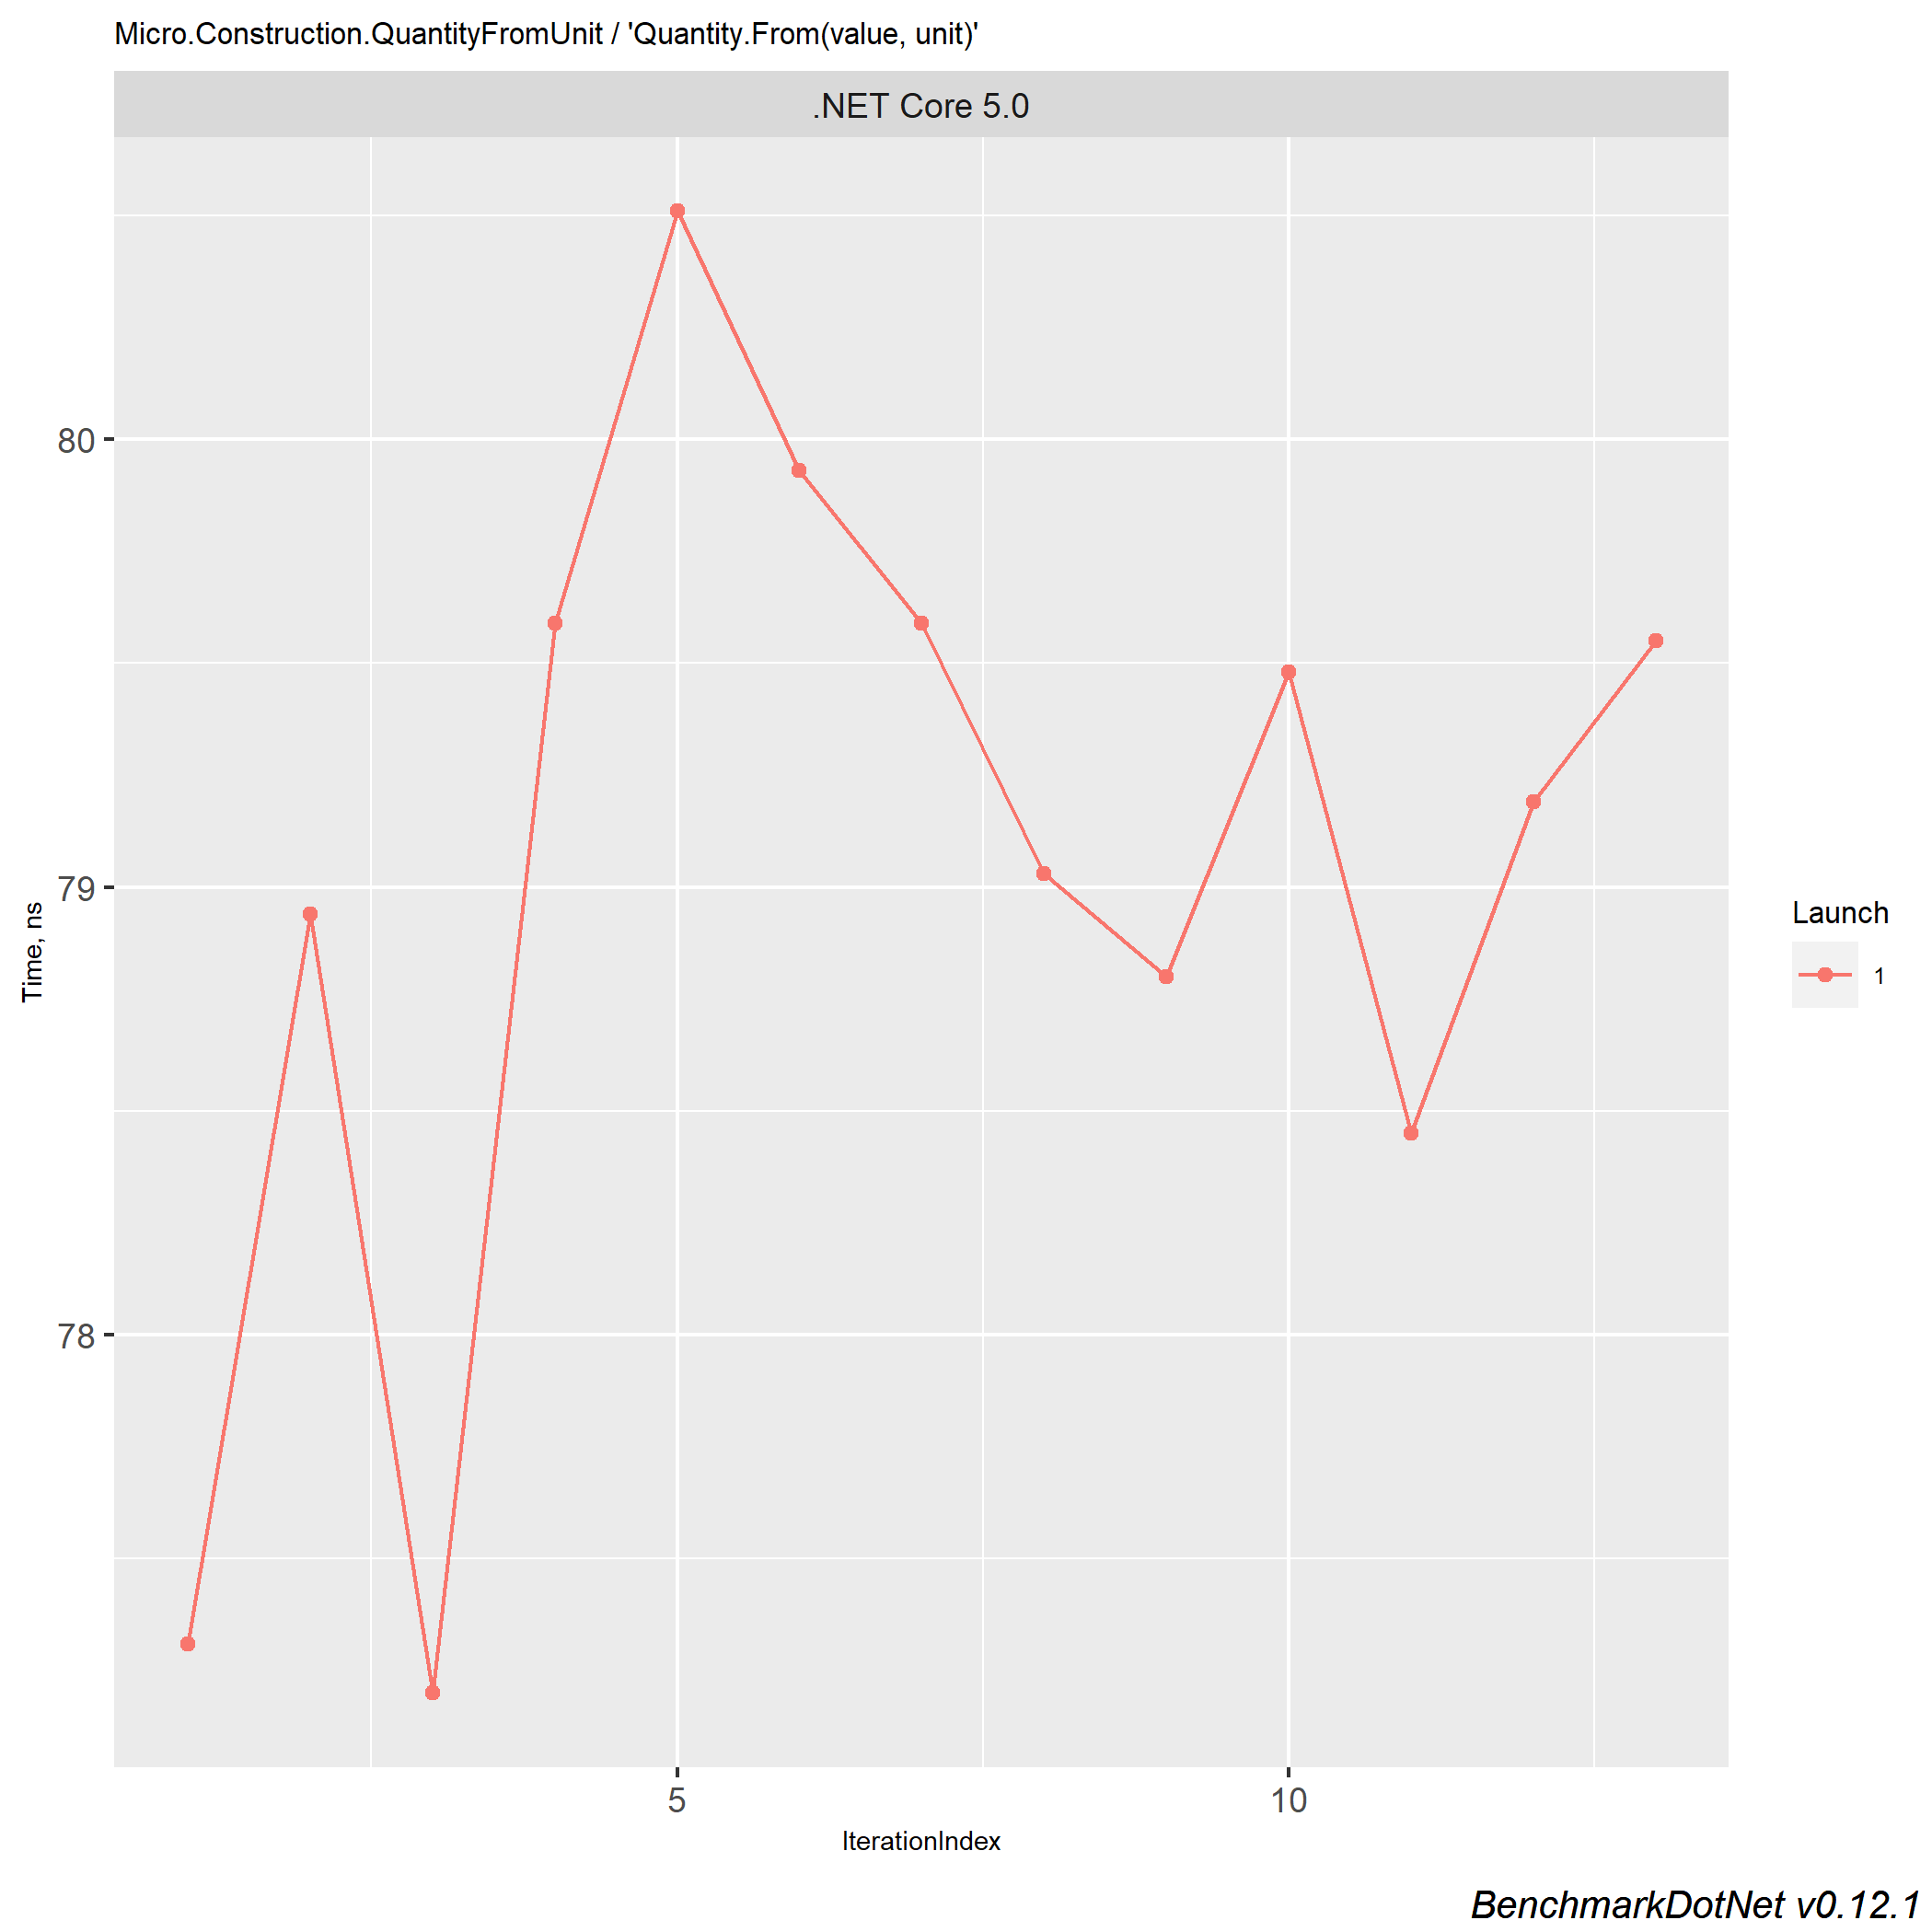 Micro.Construction.QuantityFromUnit / 'Quantity.From(value, unit)'
.NET Core 5.0
80
79
78
Time, ns
5
10
IterationIndex
Launch
1
BenchmarkDotNet v0.12.1